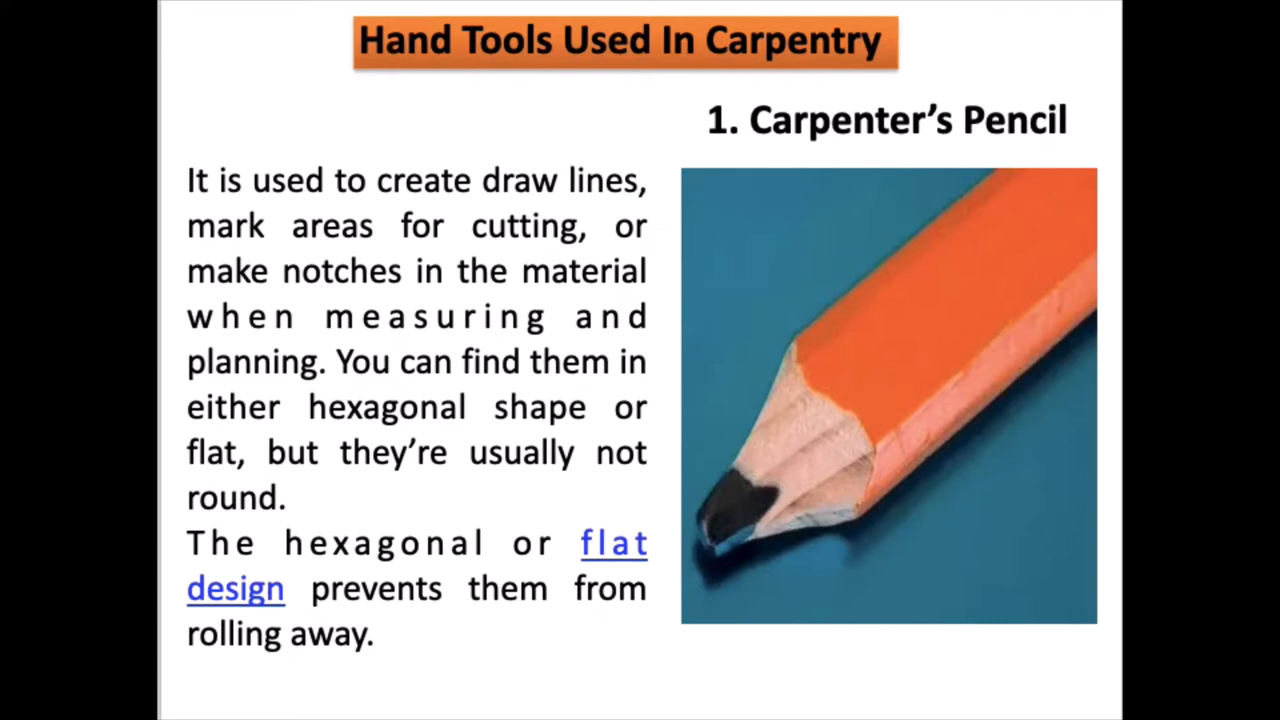 Hand Tools Used In Carpentry
1. Carpenter’s Pencil
It is used to create draw lines,
mark areas for cutting, or
make notches in the material
when measuring and
planning. You can find them in
either hexagonal shape or
flat, but they’re usually not
round.
The hexagonal or flat
design prevents them from
rolling away.